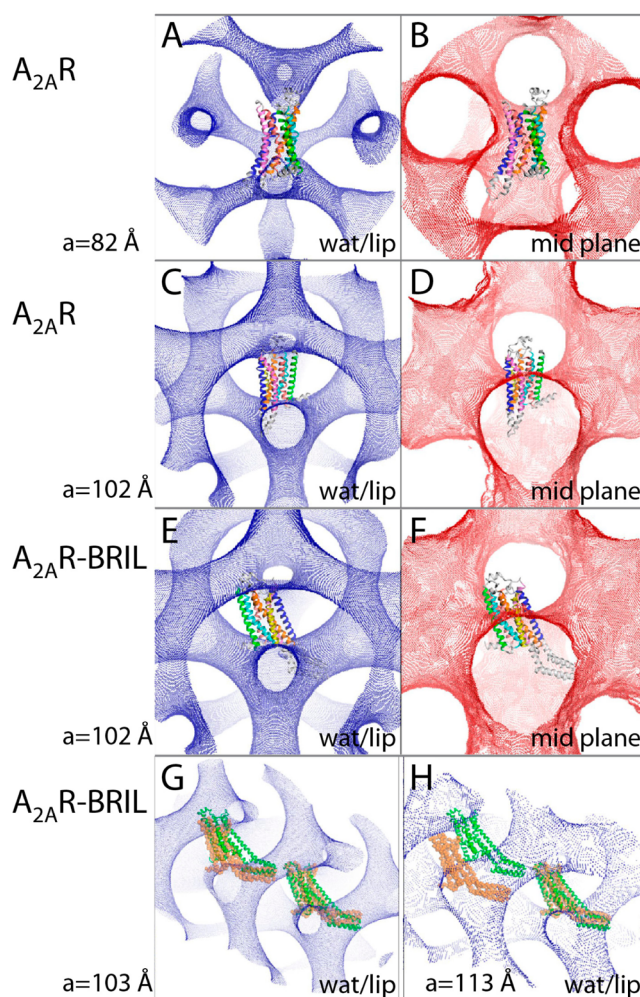 A B
A₂ₐR
a=82 Å wat/lip mid plane
C D
A₂ₐR
a=102 Å wat/lip mid plane
E F
A₂ₐR-BRIL
a=102 Å wat/lip mid plane
G H
A₂ₐR-BRIL
a=103 Å wat/lip a=113 Å wat/lip